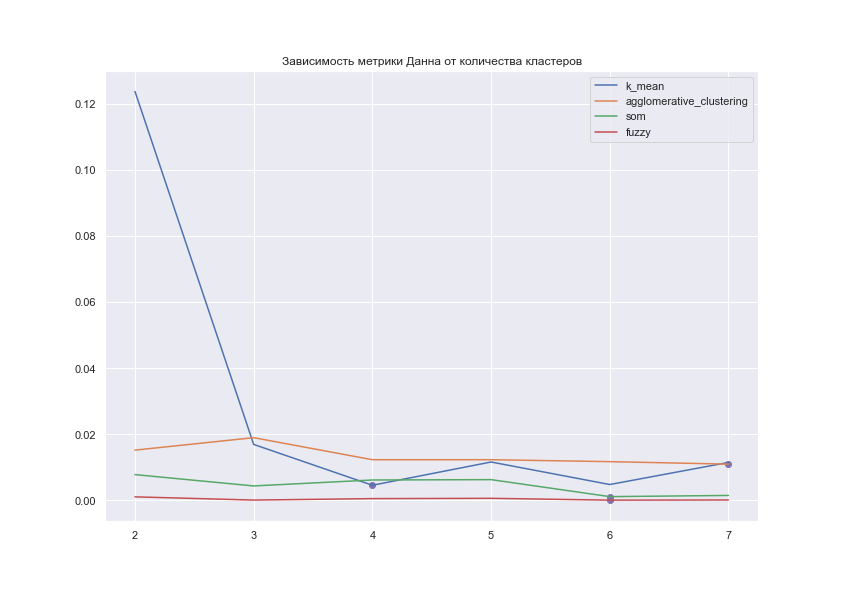 Зависимость метрики Данна от количества кластеров
k_mean
agglomerative_clustering
som
fuzzy
0.12
0.10
0.08
0.06
0.04
0.02
0.00
2 3 4 5 6 7